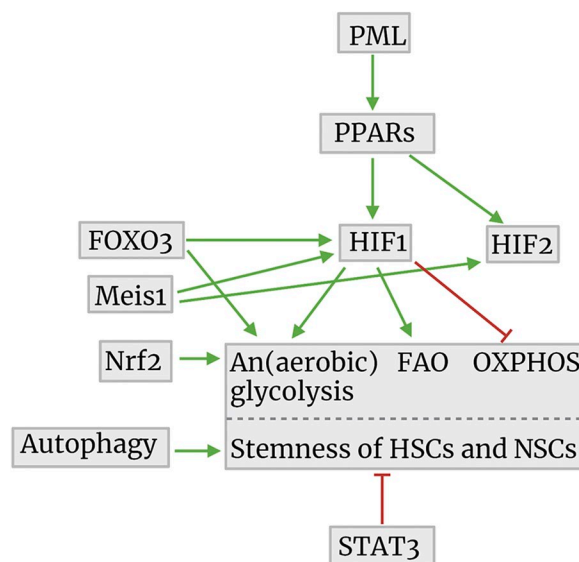 PML
PPARs
FOXO3
HIF1
HIF2
Meis1
Nrf2
An(aerobic) FAO OXPHOS
glycolysis
Autophagy
Stemness of HSCs and NSCs
STAT3